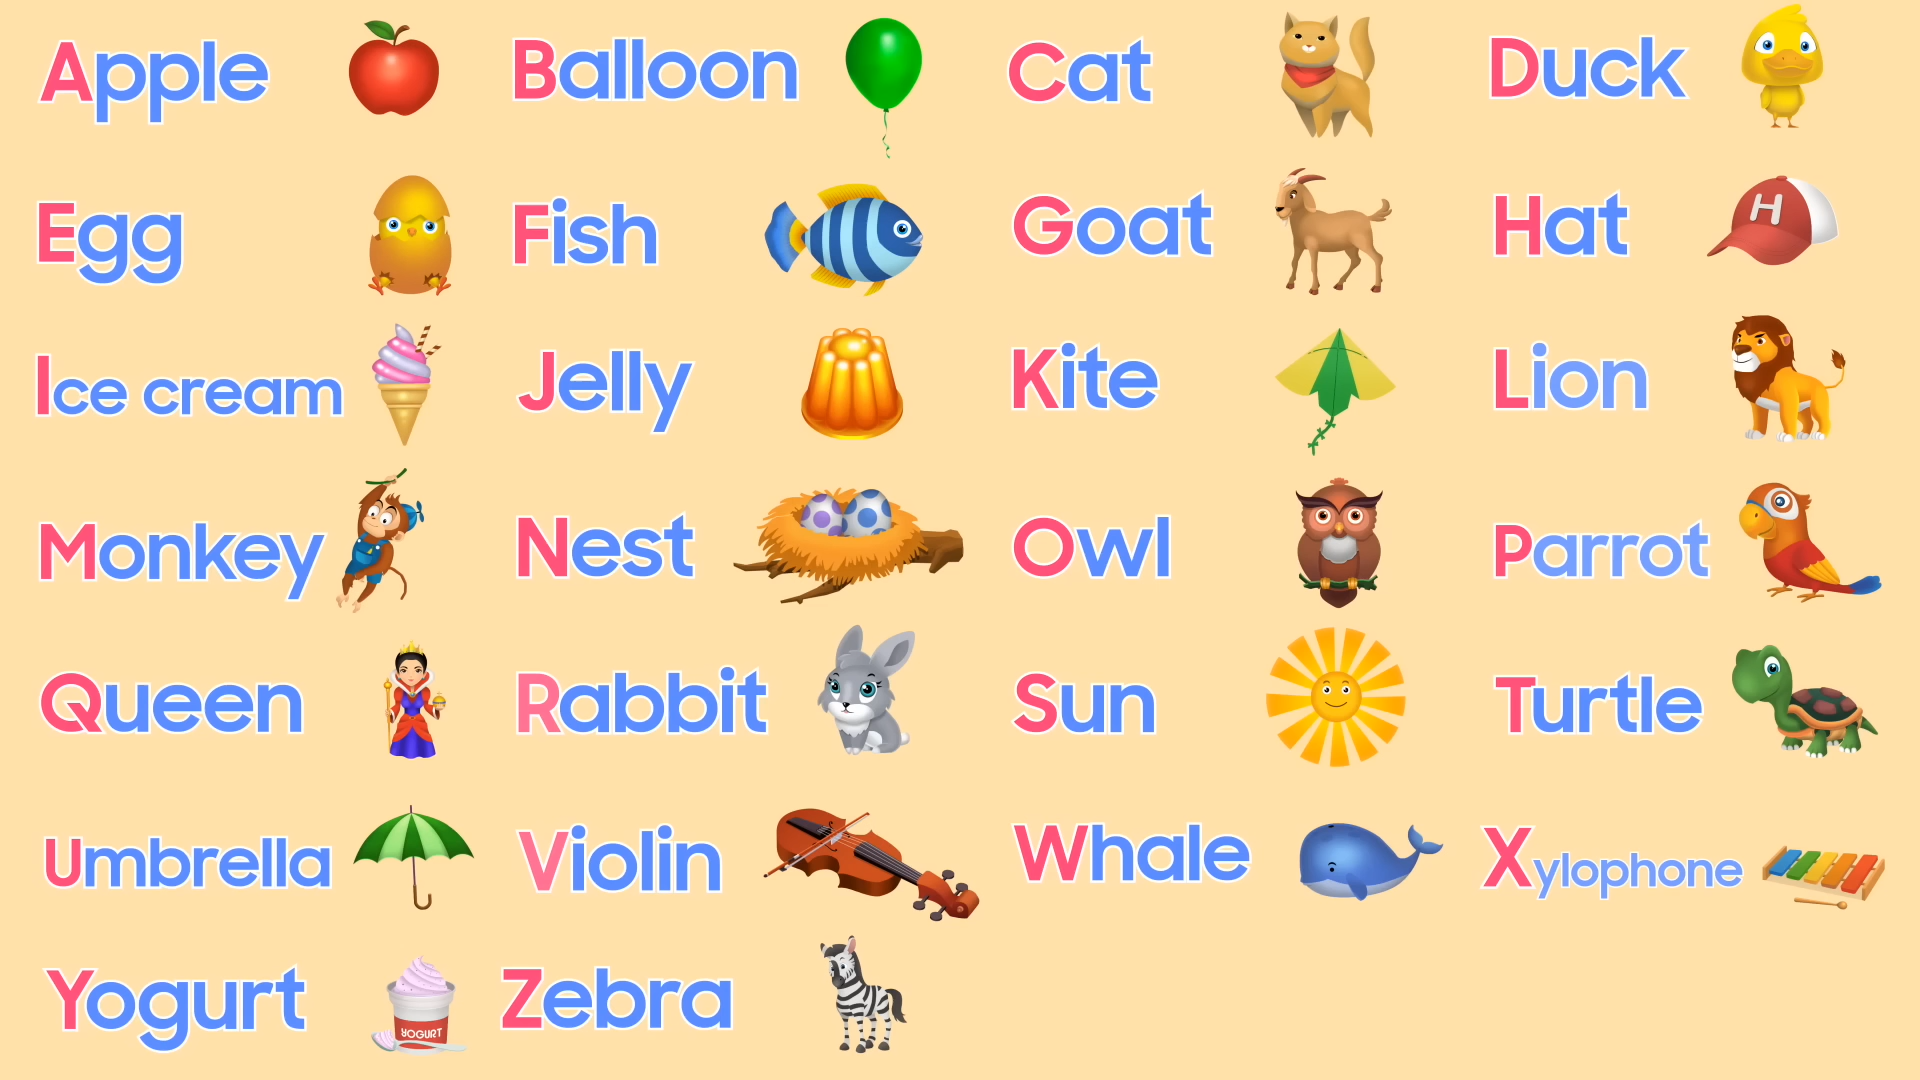 Apple
Balloon
Cat
Duck
Egg
Fish
Goat
Hat
H
Ice cream
Jelly
Kite
Lion
Monkey
Nest
Owl
Parrot
Queen
Rabbit
Sun
Turtle
Umbrella
Violin
Whale
Xylophone
Yogurt
YOGURT
Zebra